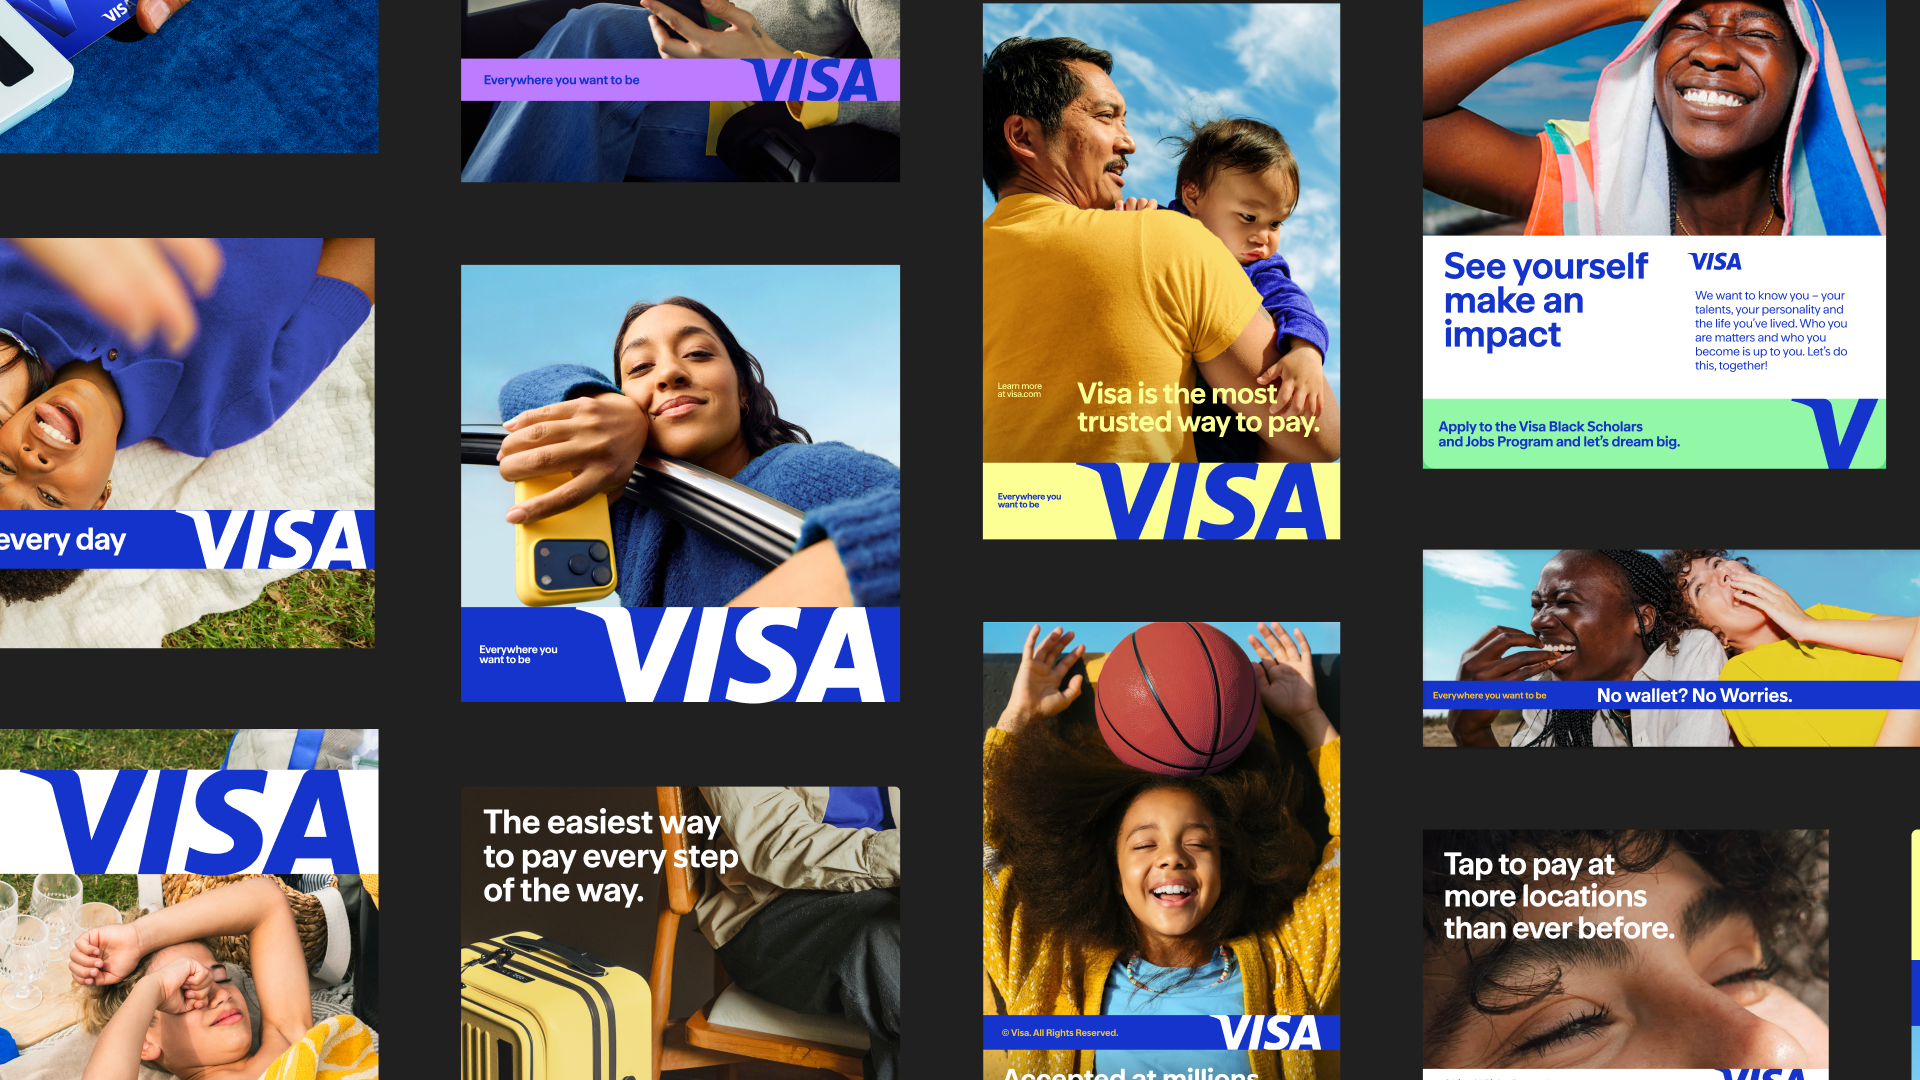 VIS
every day
VISA
VISA
Everywhere you want to be
VISA
Everywhere you
want to be
VISA
The easiest way
to pay every step
of the way.
Learn more
at visa.com
Visa is the most
trusted way to pay.
Everywhere you
want to be
VISA
© Visa. All Rights Reserved.
VISA
Accepted at millions
See yourself
make an
impact
VISA
We want to know you – your
talents, your personality and
the life you've lived. Who you
are matters and who you
become is up to you. Let's do
this, together!
Apply to the Visa Black Scholars
and Jobs Program and let's dream big.
V
Everywhere you want to be
No wallet? No Worries.
Tap to pay at
more locations
than ever before.
VISA